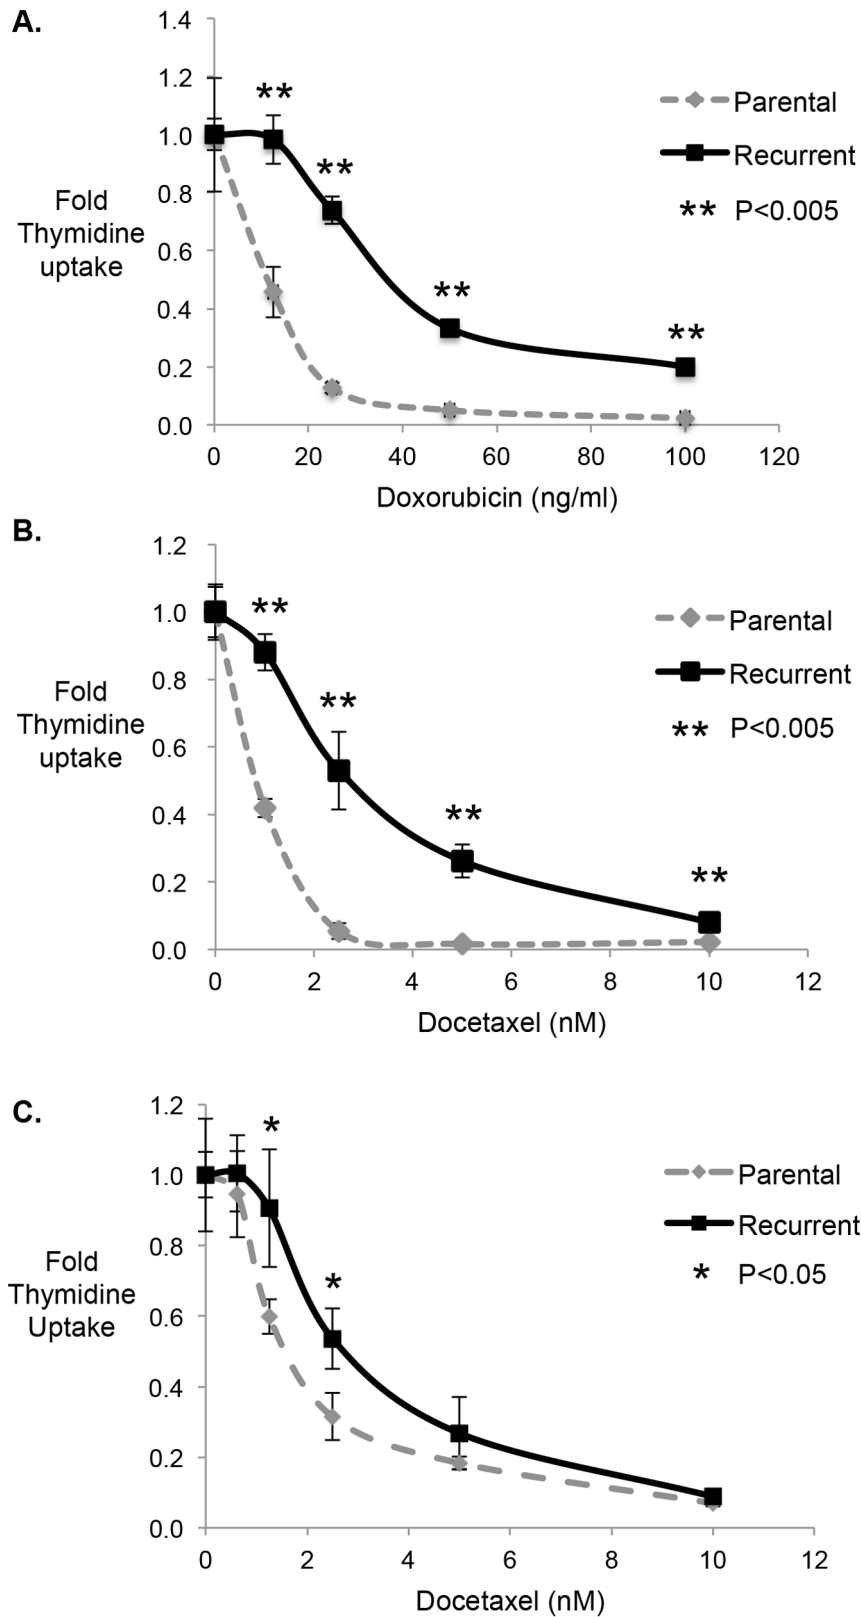 A.
1.4
1.2
1.0
0.8
0.6
0.4
0.2
0.0
Fold
Thymidine
uptake
**
**
**
**
Parental
Recurrent
** P<0.005
0 20 40 60 80 100 120
Doxorubicin (ng/ml)
B.
1.2
1.0
0.8
0.6
0.4
0.2
0.0
Fold
Thymidine
uptake
**
**
**
**
Parental
Recurrent
** P<0.005
0 2 4 6 8 10 12
Docetaxel (nM)
C.
1.2
1.0
0.8
0.6
0.4
0.2
0.0
Fold
Thymidine
Uptake
*
*
Parental
Recurrent
* P<0.05
0 2 4 6 8 10 12
Docetaxel (nM)